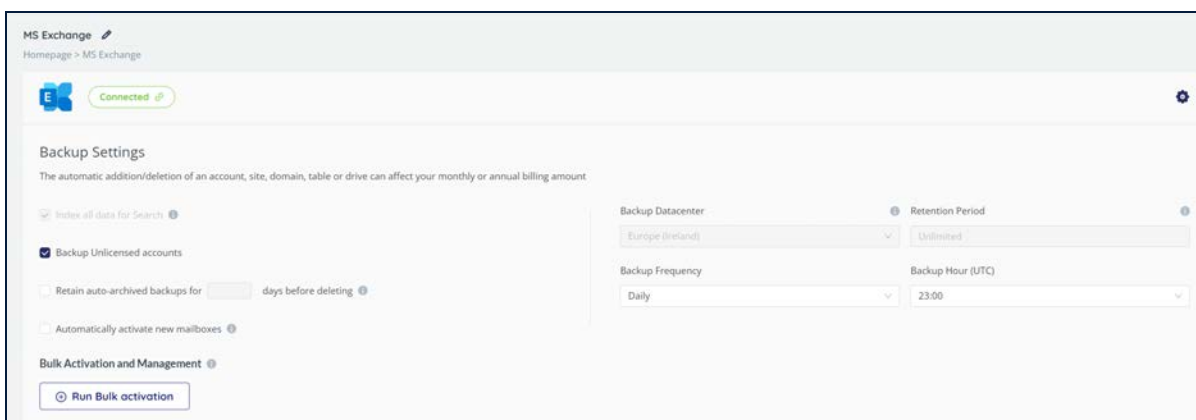 MS Exchange
Homepage > MS Exchange
E
Connected
Backup Settings
The automatic addition/deletion of an account, site, domain, table or drive can affect your monthly or annual billing amount
Index all data for Search
Backup Unlicensed accounts
Retain auto-archived backups for days before deleting
Automatically activate new mailboxes
Bulk Activation and Management
Run Bulk activation
Backup Datacenter
Europe (Ireland)
Retention Period
Unlimited
Backup Frequency
Daily
Backup Hour (UTC)
23:00